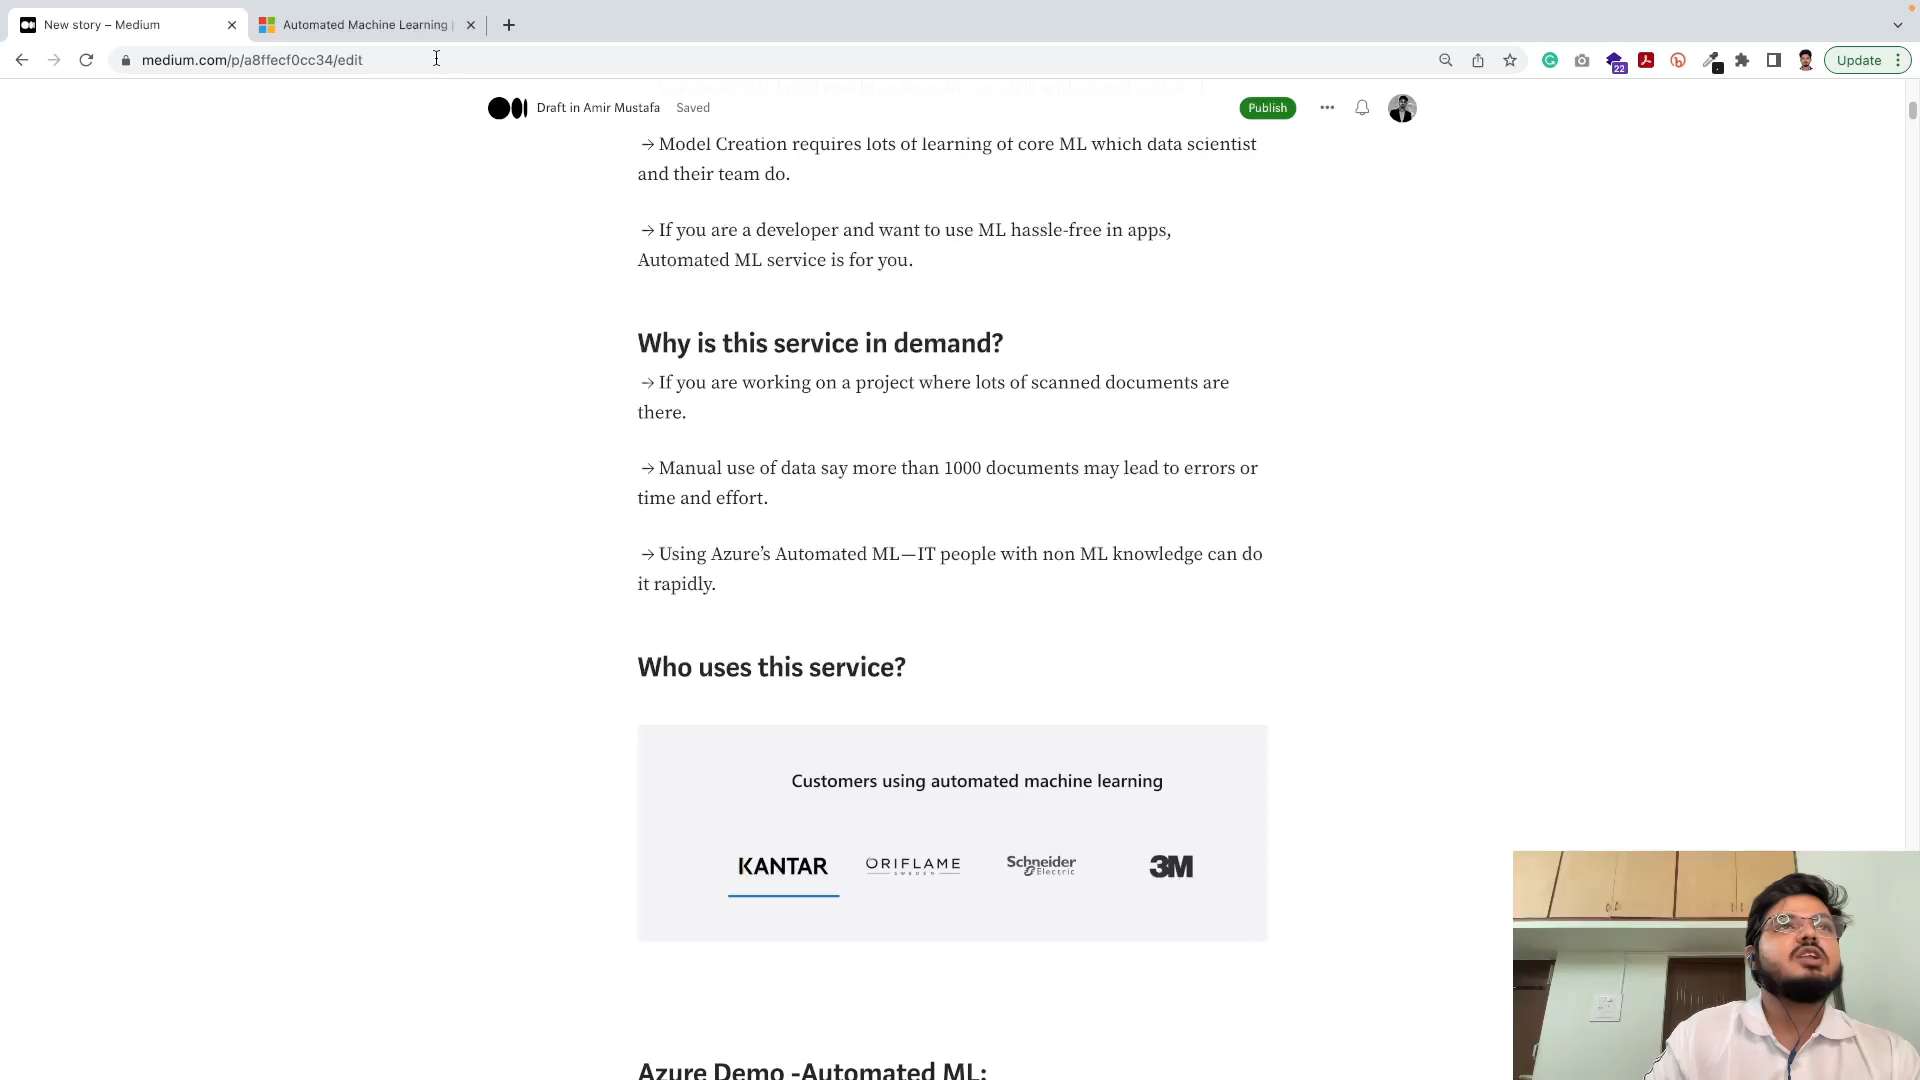 New story – Medium
Automated Machine Learning
medium.com/p/a8ffecf0cc34/edit
22
Update
Draft in Amir Mustafa Saved
Publish
→ Model Creation requires lots of learning of core ML which data scientist
and their team do.
→ If you are a developer and want to use ML hassle-free in apps,
Automated ML service is for you.
Why is this service in demand?
→ If you are working on a project where lots of scanned documents are
there.
→ Manual use of data say more than 1000 documents may lead to errors or
time and effort.
→ Using Azure’s Automated ML — IT people with non ML knowledge can do
it rapidly.
Who uses this service?
Customers using automated machine learning
KANTAR
ORIFLAME
SWEDEN
Schneider
Electric
3M
Azure Demo -Automated ML: